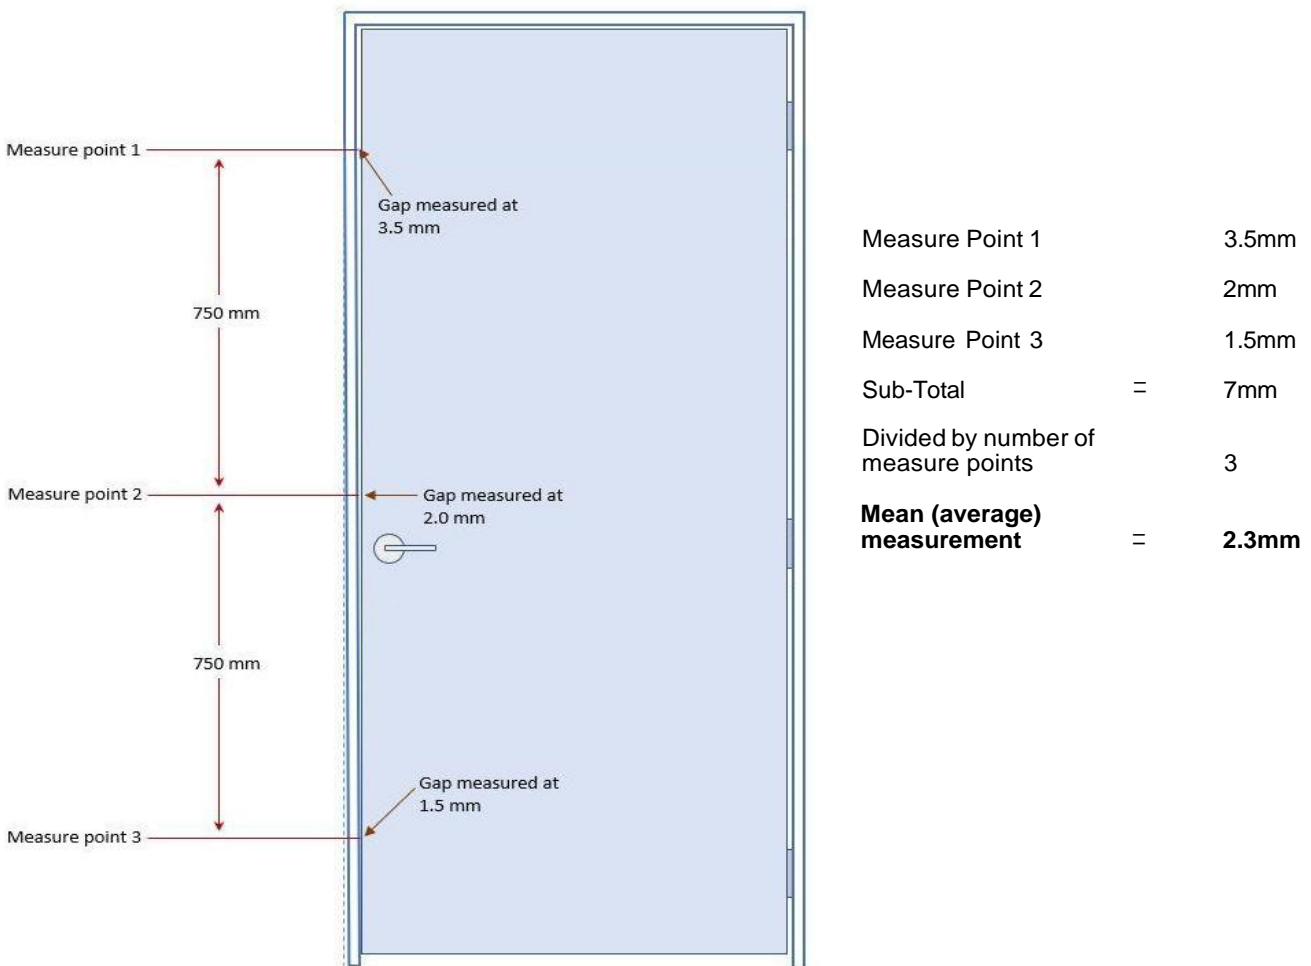 Measure point 1
Gap measured at
3.5 mm
750 mm
Measure point 2
Gap measured at
2.0 mm
750 mm
Gap measured at
1.5 mm
Measure point 3
Measure Point 1 3.5mm
Measure Point 2 2mm
Measure Point 3 1.5mm
Sub-Total = 7mm
Divided by number of
measure points 3
Mean (average)
measurement = 2.3mm